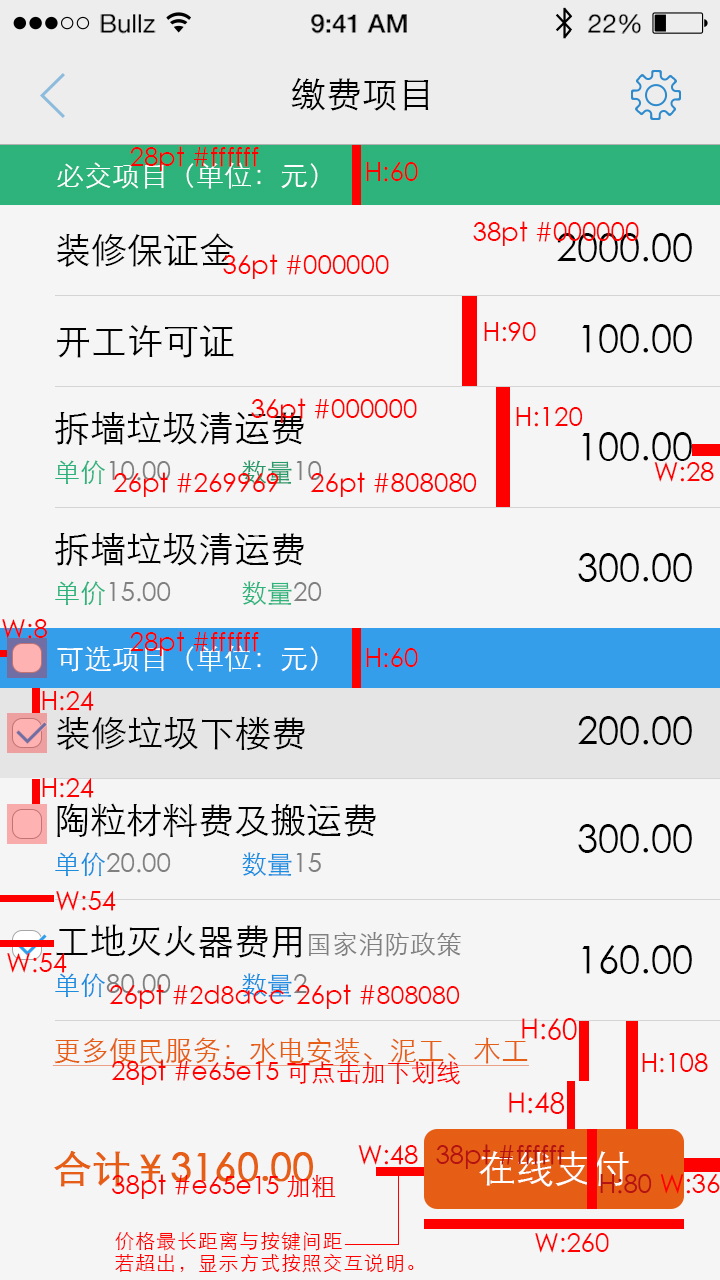 Bullz 9:41 AM 22%
缴费项目
28pt #ffffff
必交项目（单位：元） H:60
38pt #000000
装修保证金 2000.00
36pt #000000
开工许可证 H:90 100.00
36pt #000000
拆墙垃圾清运费 H:120 100.00
单价10.00 数量10 W:28
26pt #269969 26pt #808080
拆墙垃圾清运费 300.00
单价15.00 数量20
W:8 28pt #ffffff
可选项目（单位：元） H:60
H:24
装修垃圾下楼费 200.00
H:24
陶粒材料费及搬运费 300.00
单价20.00 数量15
W:54
工地灭火器费用国家消防政策 160.00
W:54
单价80.00 数量2
26pt #2d8acc 26pt #808080
H:60
更多便民服务：水电安装、泥工、木工 H:108
28pt #e65e15 可点击加下划线
H:48
W:48 38pt #ffffff
合计￥3160.00 在线支付
38pt #e65e15 加粗 H:80 W:36
价格最长距离与按键间距 W:260
若超出，显示方式按照交互说明。